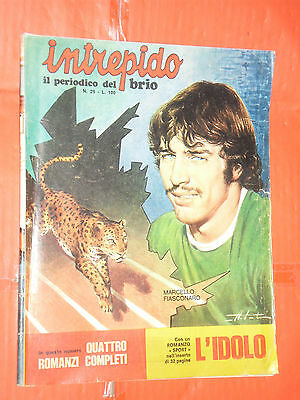 intrepido
il periodico del brio
N. 25 - L. 100
MARCELLO
FIASCONARO
in questo numero QUATTRO
ROMANZI COMPLETI
Con un
ROMANZO
« SPORT »
nell'inserto
di 32 pagine
L'IDOLO